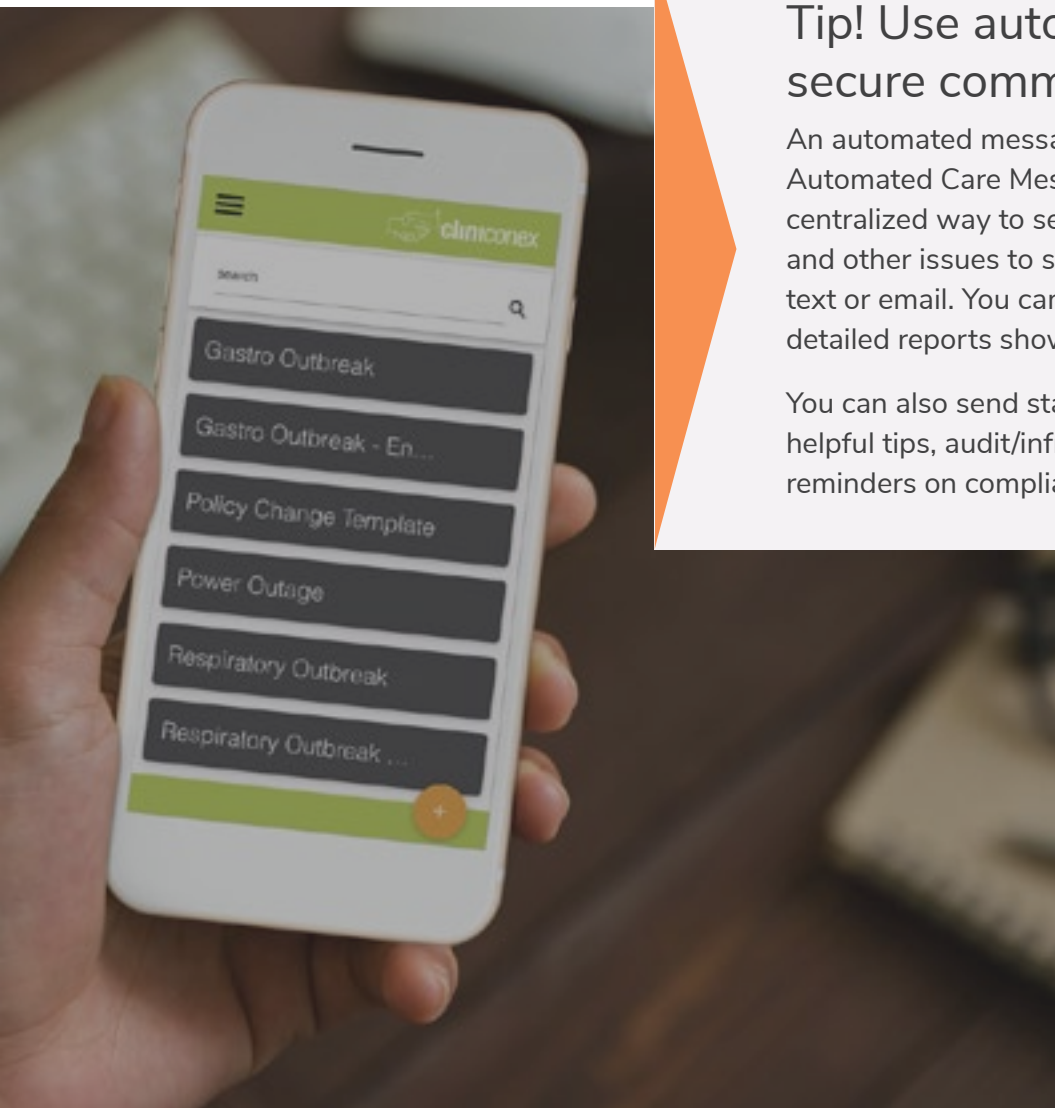 Tip! Use auto
secure comm
An automated messa
Automated Care Mes
centralized way to se
and other issues to s
text or email. You can
detailed reports show
You can also send sta
helpful tips, audit/inf
reminders on complia
cliniconex
search
Gastro Outbreak
Gastro Outbreak - En...
Policy Change Template
Power Outage
Respiratory Outbreak
Respiratory Outbreak ...
+